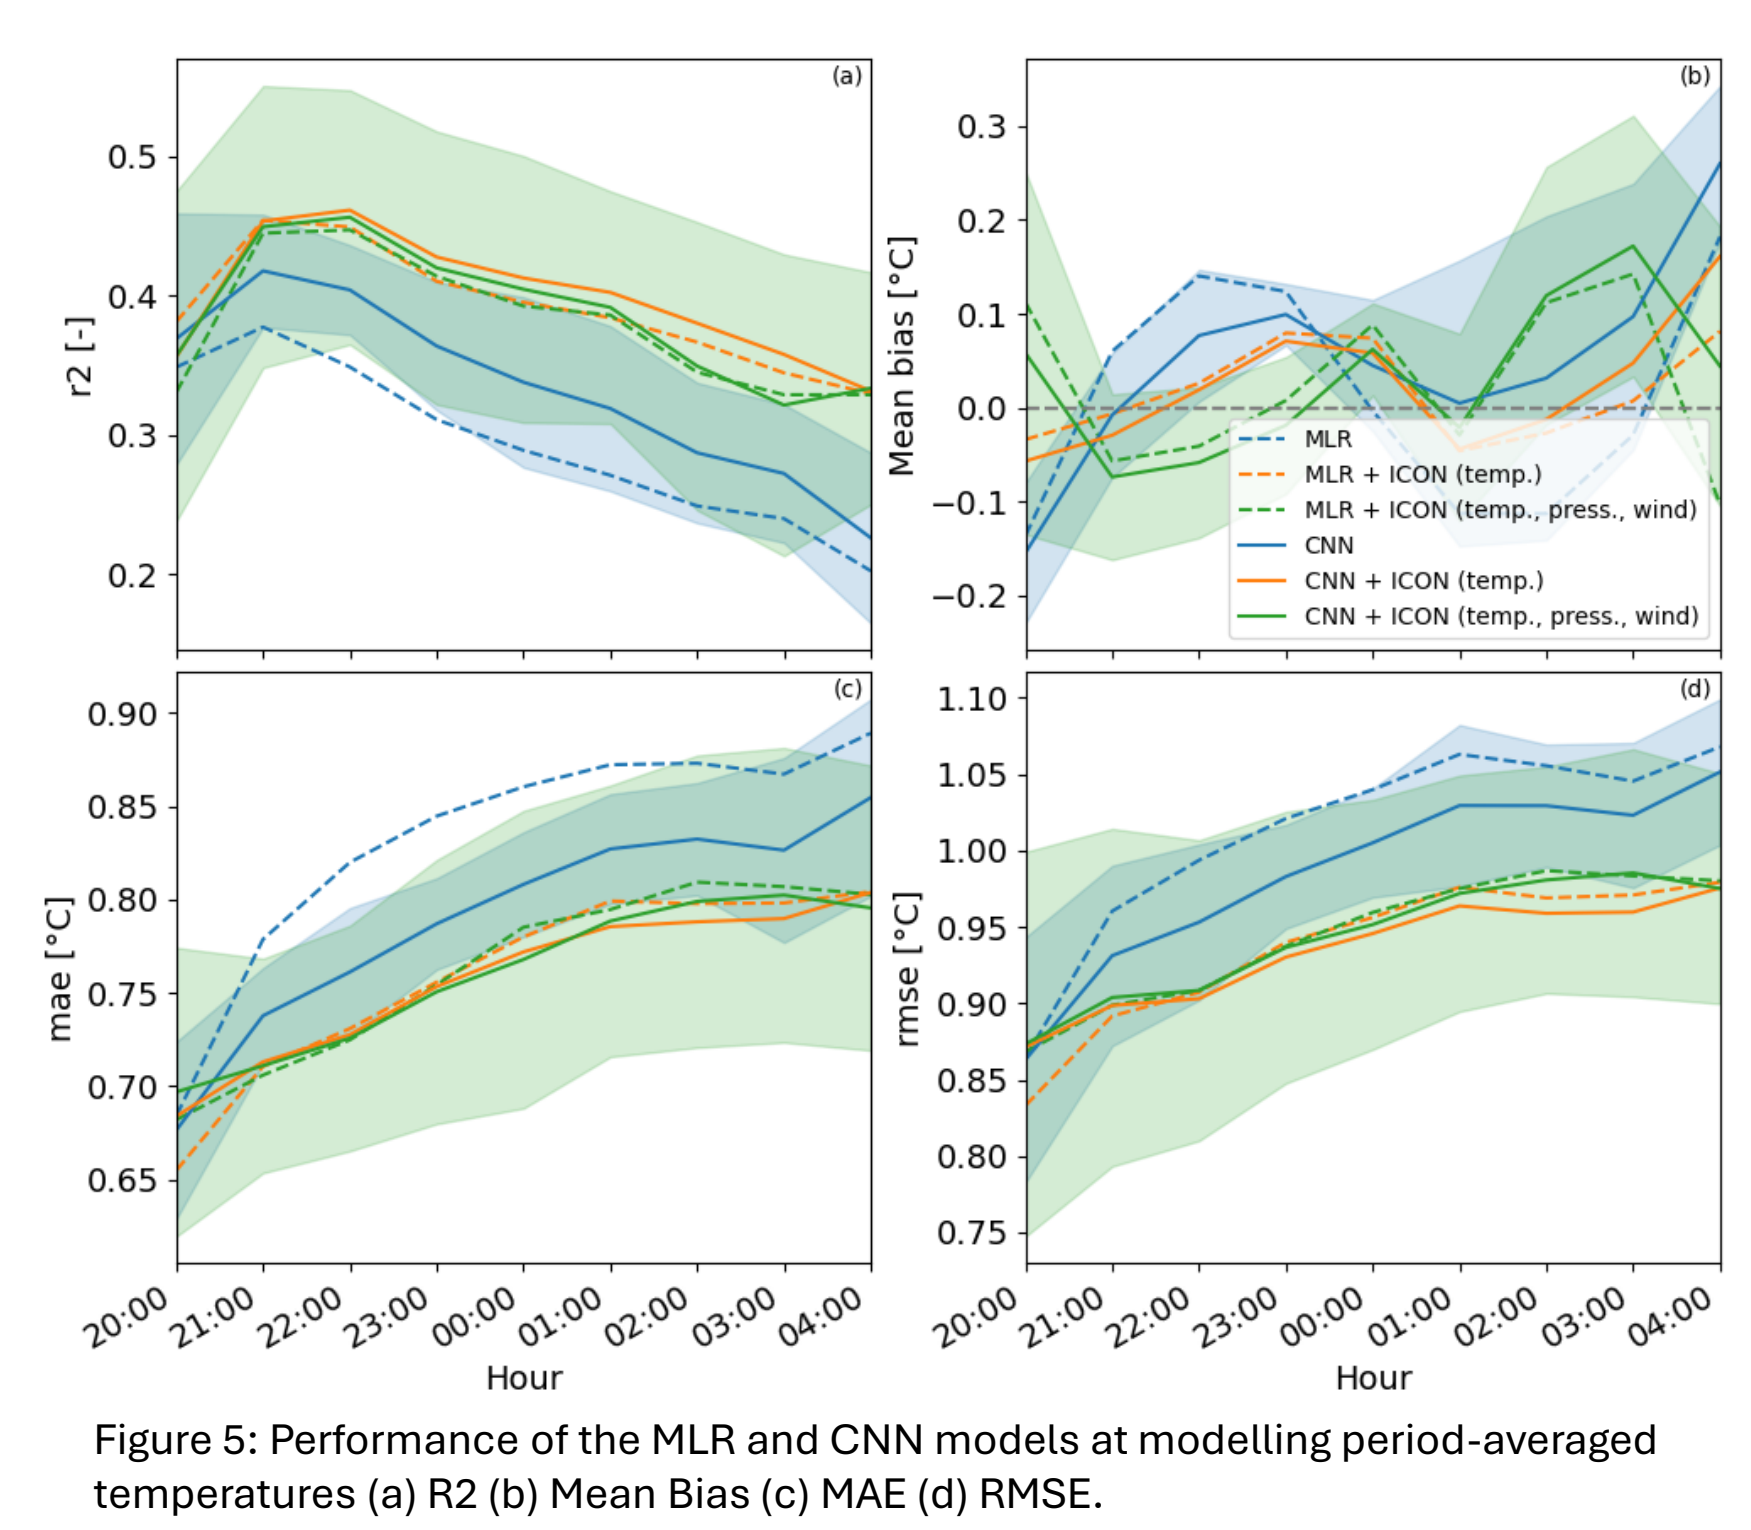 (a)
0.5
0.4
0.3
0.2
r2 [-]
(b)
0.3
0.2
0.1
0.0
−0.1
−0.2
Mean bias [°C]
MLR
MLR + ICON (temp.)
MLR + ICON (temp., press., wind)
CNN
CNN + ICON (temp.)
CNN + ICON (temp., press., wind)
(c)
0.90
0.85
0.80
0.75
0.70
0.65
mae [°C]
20:00 21:00 22:00 23:00 00:00 01:00 02:00 03:00 04:00
Hour
(d)
1.10
1.05
1.00
0.95
0.90
0.85
0.80
0.75
rmse [°C]
20:00 21:00 22:00 23:00 00:00 01:00 02:00 03:00 04:00
Hour
Figure 5: Performance of the MLR and CNN models at modelling period-averaged
temperatures (a) R2 (b) Mean Bias (c) MAE (d) RMSE.